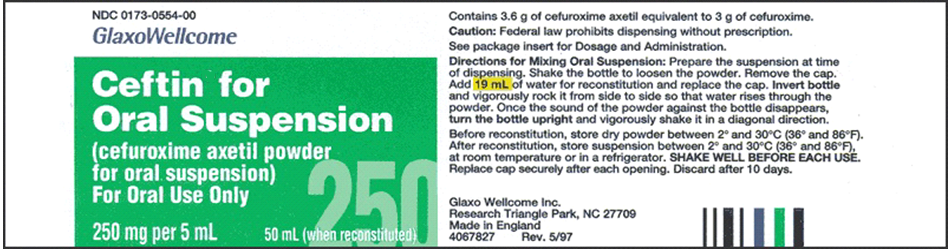 NDC 0173-0554-00
GlaxoWellcome
Ceftin for
Oral Suspension
(cefuroxime axetil powder
for oral suspension)
For Oral Use Only
250
250 mg per 5 mL 50 mL (when reconstituted)
Contains 3.6 g of cefuroxime axetil equivalent to 3 g of cefuroxime.
Caution: Federal law prohibits dispensing without prescription.
See package insert for Dosage and Administration.
Directions for Mixing Oral Suspension: Prepare the suspension at time
of dispensing. Shake the bottle to loosen the powder. Remove the cap.
Add 19 mL of water for reconstitution and replace the cap. Invert bottle
and vigorously rock it from side to side so that water rises through the
powder. Once the sound of the powder against the bottle disappears,
turn the bottle upright and vigorously shake it in a diagonal direction.
Before reconstitution, store dry powder between 2° and 30°C (36° and 86°F).
After reconstitution, store suspension between 2° and 30°C (36° and 86°F),
at room temperature or in a refrigerator. SHAKE WELL BEFORE EACH USE.
Replace cap securely after each opening. Discard after 10 days.
Glaxo Wellcome Inc.
Research Triangle Park, NC 27709
Made in England
4067827 Rev. 5/97